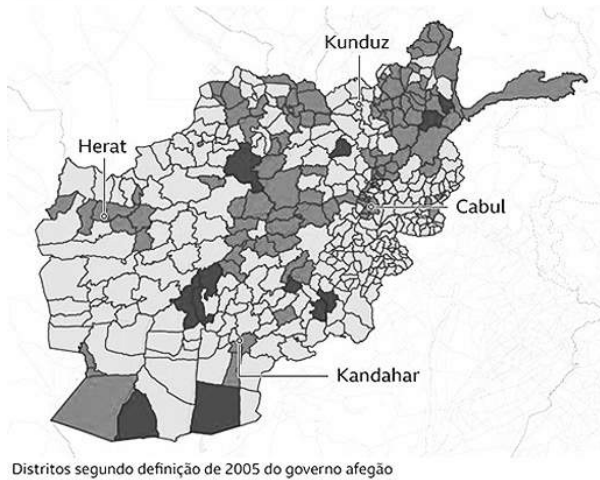 Kunduz
Herat
Cabul
Kandahar
Distritos segundo definição de 2005 do governo afegão